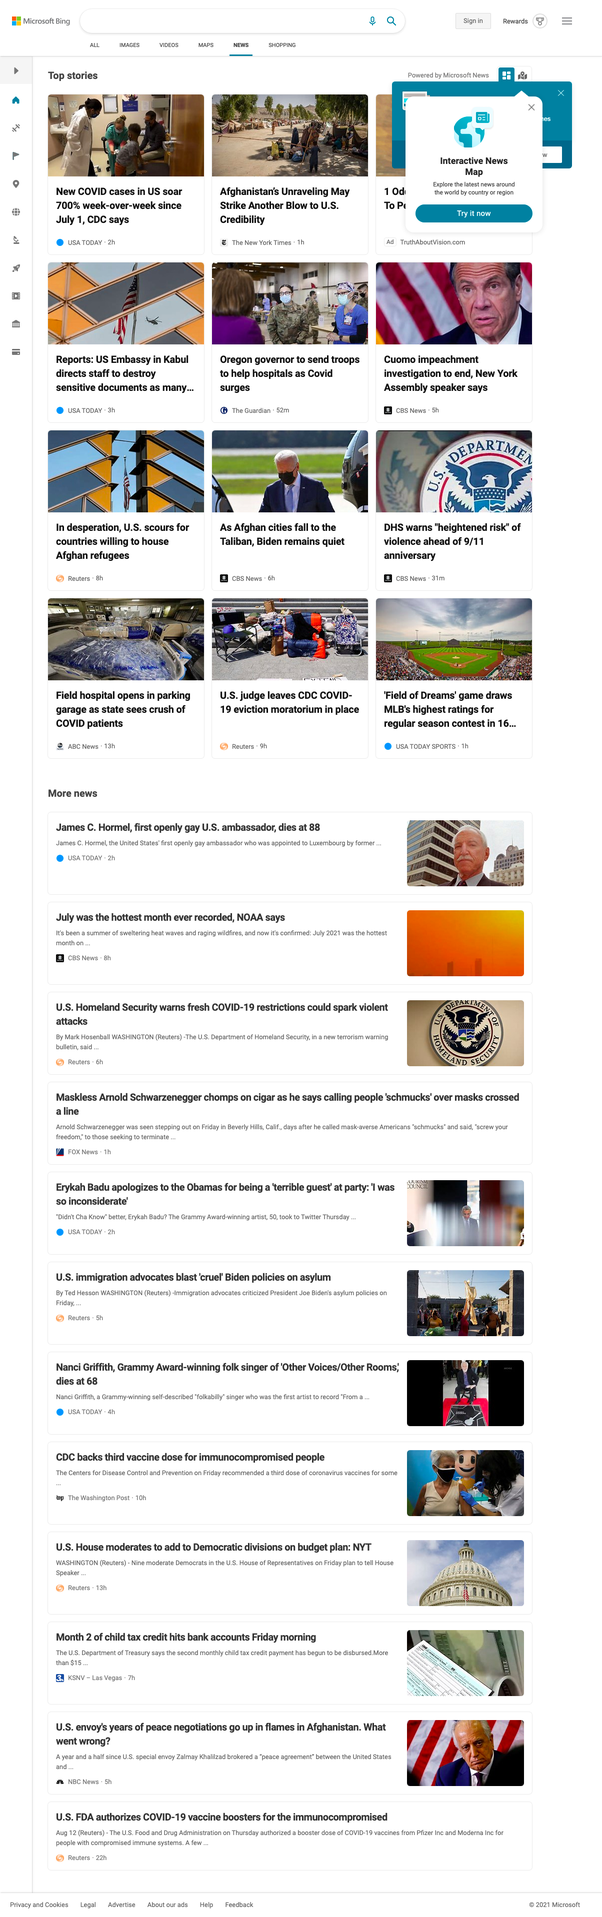 Microsoft Bing
Sign in
Rewards
ALL IMAGES VIDEOS MAPS NEWS SHOPPING
Top stories
Powered by Microsoft News
Interactive News
Map
Explore the latest news around
the world by country or region
Try it now
New COVID cases in US soar
700% week-over-week since
July 1, CDC says
USA TODAY · 2h
Afghanistan's Unraveling May
Strike Another Blow to U.S.
Credibility
The New York Times · 1h
To Pe
Ad TruthAboutVision.com
Reports: US Embassy in Kabul
directs staff to destroy
sensitive documents as many...
USA TODAY · 3h
Oregon governor to send troops
to help hospitals as Covid
surges
The Guardian · 52m
Cuomo impeachment
investigation to end, New York
Assembly speaker says
CBS News · 5h
In desperation, U.S. scours for
countries willing to house
Afghan refugees
Reuters · 8h
As Afghan cities fall to the
Taliban, Biden remains quiet
CBS News · 6h
DHS warns "heightened risk" of
violence ahead of 9/11
anniversary
CBS News · 31m
Field hospital opens in parking
garage as state sees crush of
COVID patients
ABC News · 13h
U.S. judge leaves CDC COVID-
19 eviction moratorium in place
Reuters · 9h
'Field of Dreams' game draws
MLB's highest ratings for
regular season contest in 16...
USA TODAY SPORTS · 1h
More news
James C. Hormel, first openly gay U.S. ambassador, dies at 88
James C. Hormel, the United States' first openly gay ambassador who was appointed to Luxembourg by former ...
USA TODAY · 2h
July was the hottest month ever recorded, NOAA says
It's been a summer of sweltering heat waves and raging wildfires, and now it's confirmed: July 2021 was the hottest
month on ...
CBS News · 8h
U.S. Homeland Security warns fresh COVID-19 restrictions could spark violent
attacks
By Mark Hosenball WASHINGTON (Reuters) -The U.S. Department of Homeland Security, in a new terrorism warning
bulletin, said ...
Reuters · 6h
Maskless Arnold Schwarzenegger chomps on cigar as he says calling people 'schmucks' over masks crossed
a line
Arnold Schwarzenegger was seen stepping out on Friday in Beverly Hills, Calif., days after he called mask-averse Americans "schmucks" and said, "screw your
freedom," to those seeking to terminate ...
FOX News · 1h
Erykah Badu apologizes to the Obamas for being a 'terrible guest' at party: 'I was
so inconsiderate'
"Didn't Cha Know" better, Erykah Badu? The Grammy Award-winning artist, 50, took to Twitter Thursday ...
USA TODAY · 2h
U.S. immigration advocates blast 'cruel' Biden policies on asylum
By Ted Hesson WASHINGTON (Reuters) -Immigration advocates criticized President Joe Biden's asylum policies on
Friday, ...
Reuters · 5h
Nanci Griffith, Grammy Award-winning folk singer of 'Other Voices/Other Rooms,'
dies at 68
Nanci Griffith, a Grammy-winning self-described "folkabilly" singer who was the first artist to record "From a ...
USA TODAY · 4h
CDC backs third vaccine dose for immunocompromised people
The Centers for Disease Control and Prevention on Friday recommended a third dose of coronavirus vaccines for some
...
The Washington Post · 10h
U.S. House moderates to add to Democratic divisions on budget plan: NYT
WASHINGTON (Reuters) - Nine moderate Democrats in the U.S. House of Representatives on Friday plan to tell House
Speaker ...
Reuters · 13h
Month 2 of child tax credit hits bank accounts Friday morning
The U.S. Department of Treasury says the second monthly child tax credit payment has begun to be disbursed.More
than $15 ...
KSNV – Las Vegas · 7h
U.S. envoy's years of peace negotiations go up in flames in Afghanistan. What
went wrong?
A year and a half since U.S. special envoy Zalmay Khalilzad brokered a "peace agreement" between the United States
and ...
NBC News · 5h
U.S. FDA authorizes COVID-19 vaccine boosters for the immunocompromised
Aug 12 (Reuters) - The U.S. Food and Drug Administration on Thursday authorized a booster dose of COVID-19 vaccines from Pfizer Inc and Moderna Inc for
people with compromised immune systems. A few ...
Reuters · 22h
Privacy and Cookies Legal Advertise About our ads Help Feedback
© 2021 Microsoft